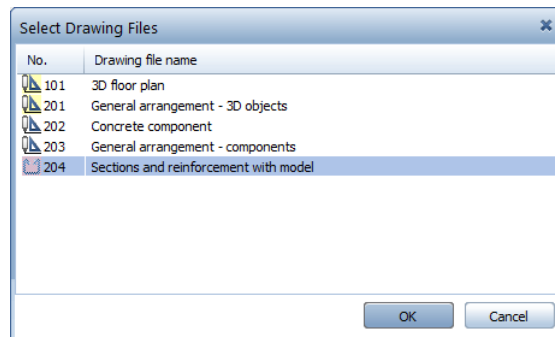 Select Drawing Files
No. Drawing file name
101 3D floor plan
201 General arrangement - 3D objects
202 Concrete component
203 General arrangement - components
204 Sections and reinforcement with model
OK Cancel